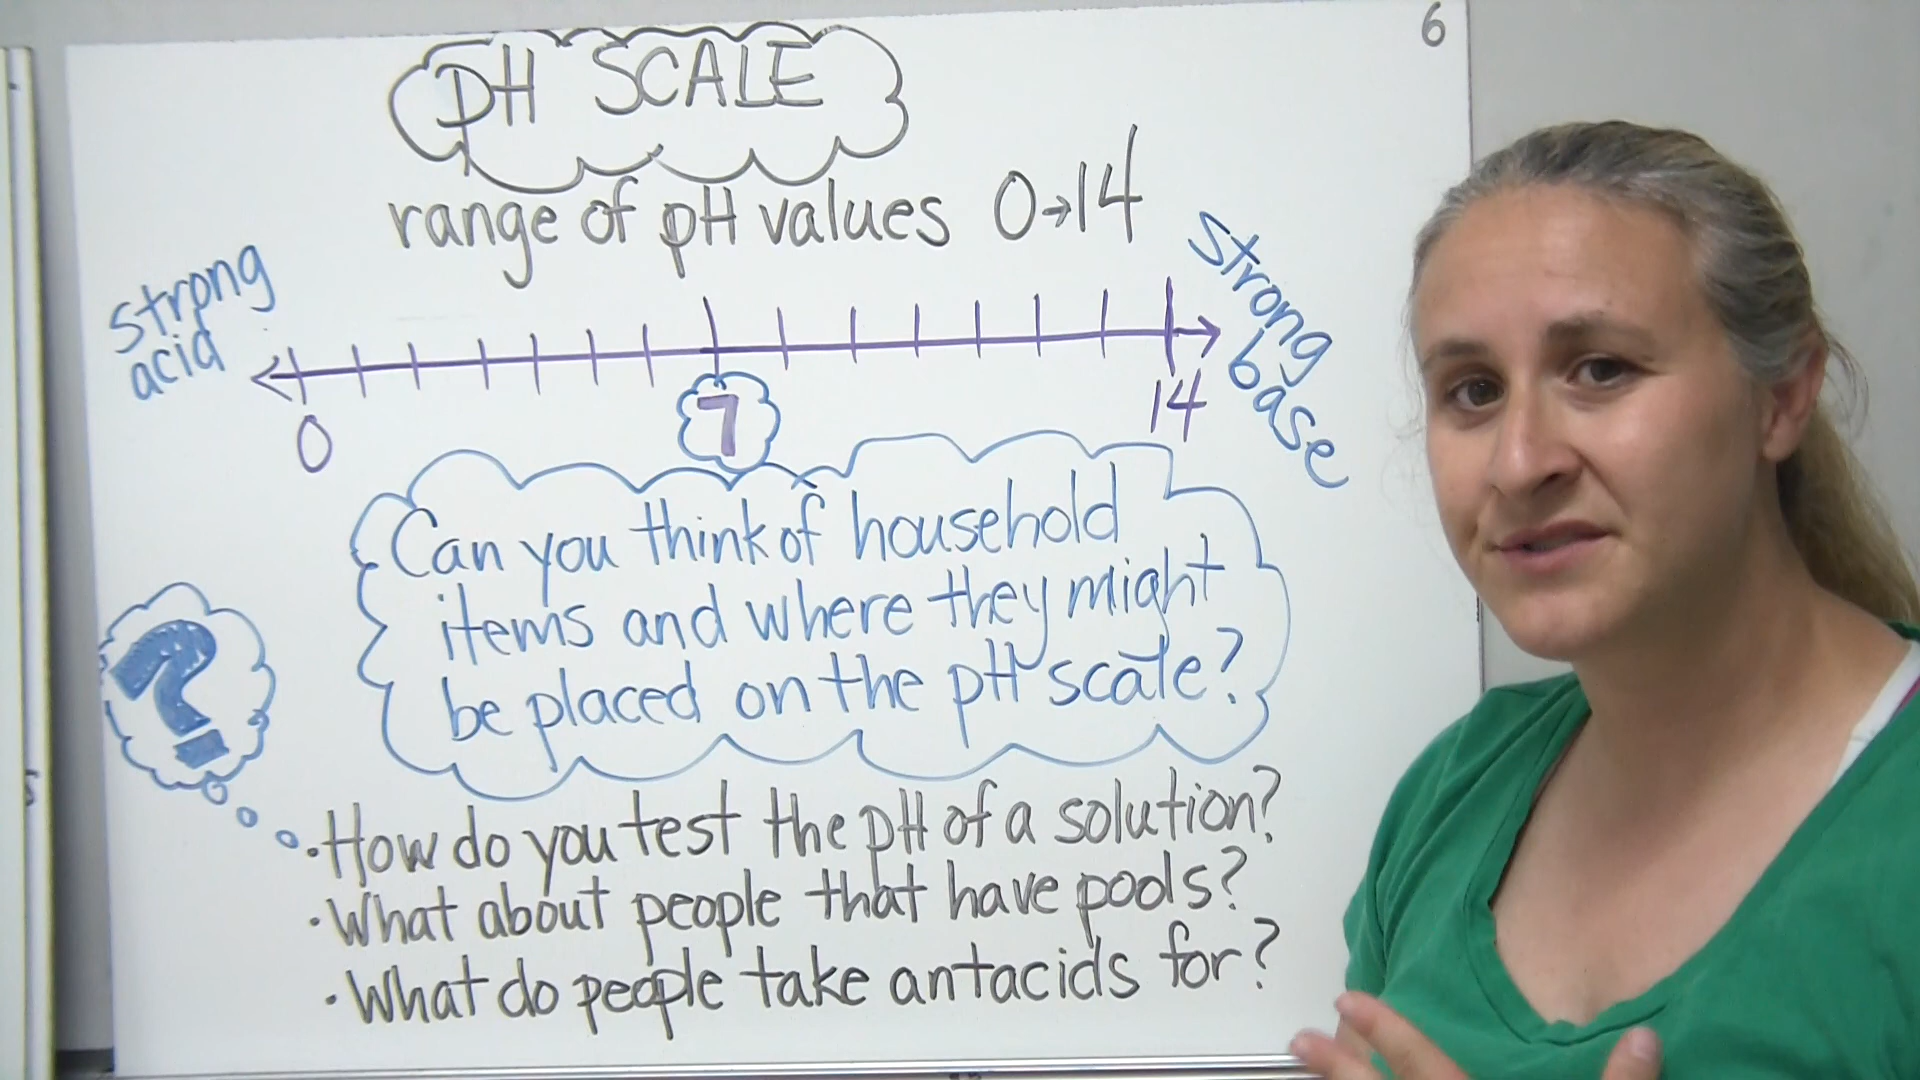 6
pH SCALE
range of pH values 0→14
strong
acid
strong
base
0
7
14
Can you think of household
items and where they might
be placed on the pH scale?
?
·How do you test the pH of a solution?
·What about people that have pools?
·What do people take antacids for?